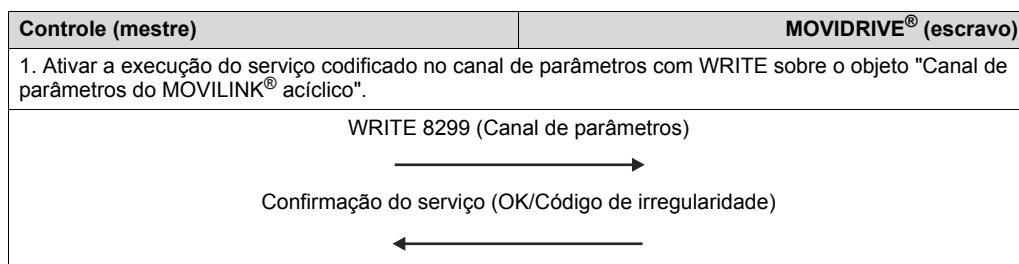 Controle (mestre) MOVIDRIVE® (escravo)
1. Ativar a execução do serviço codificado no canal de parâmetros com WRITE sobre o objeto "Canal de
parâmetros do MOVILINK® acíclico".
WRITE 8299 (Canal de parâmetros)
Confirmação do serviço (OK/Código de irregularidade)